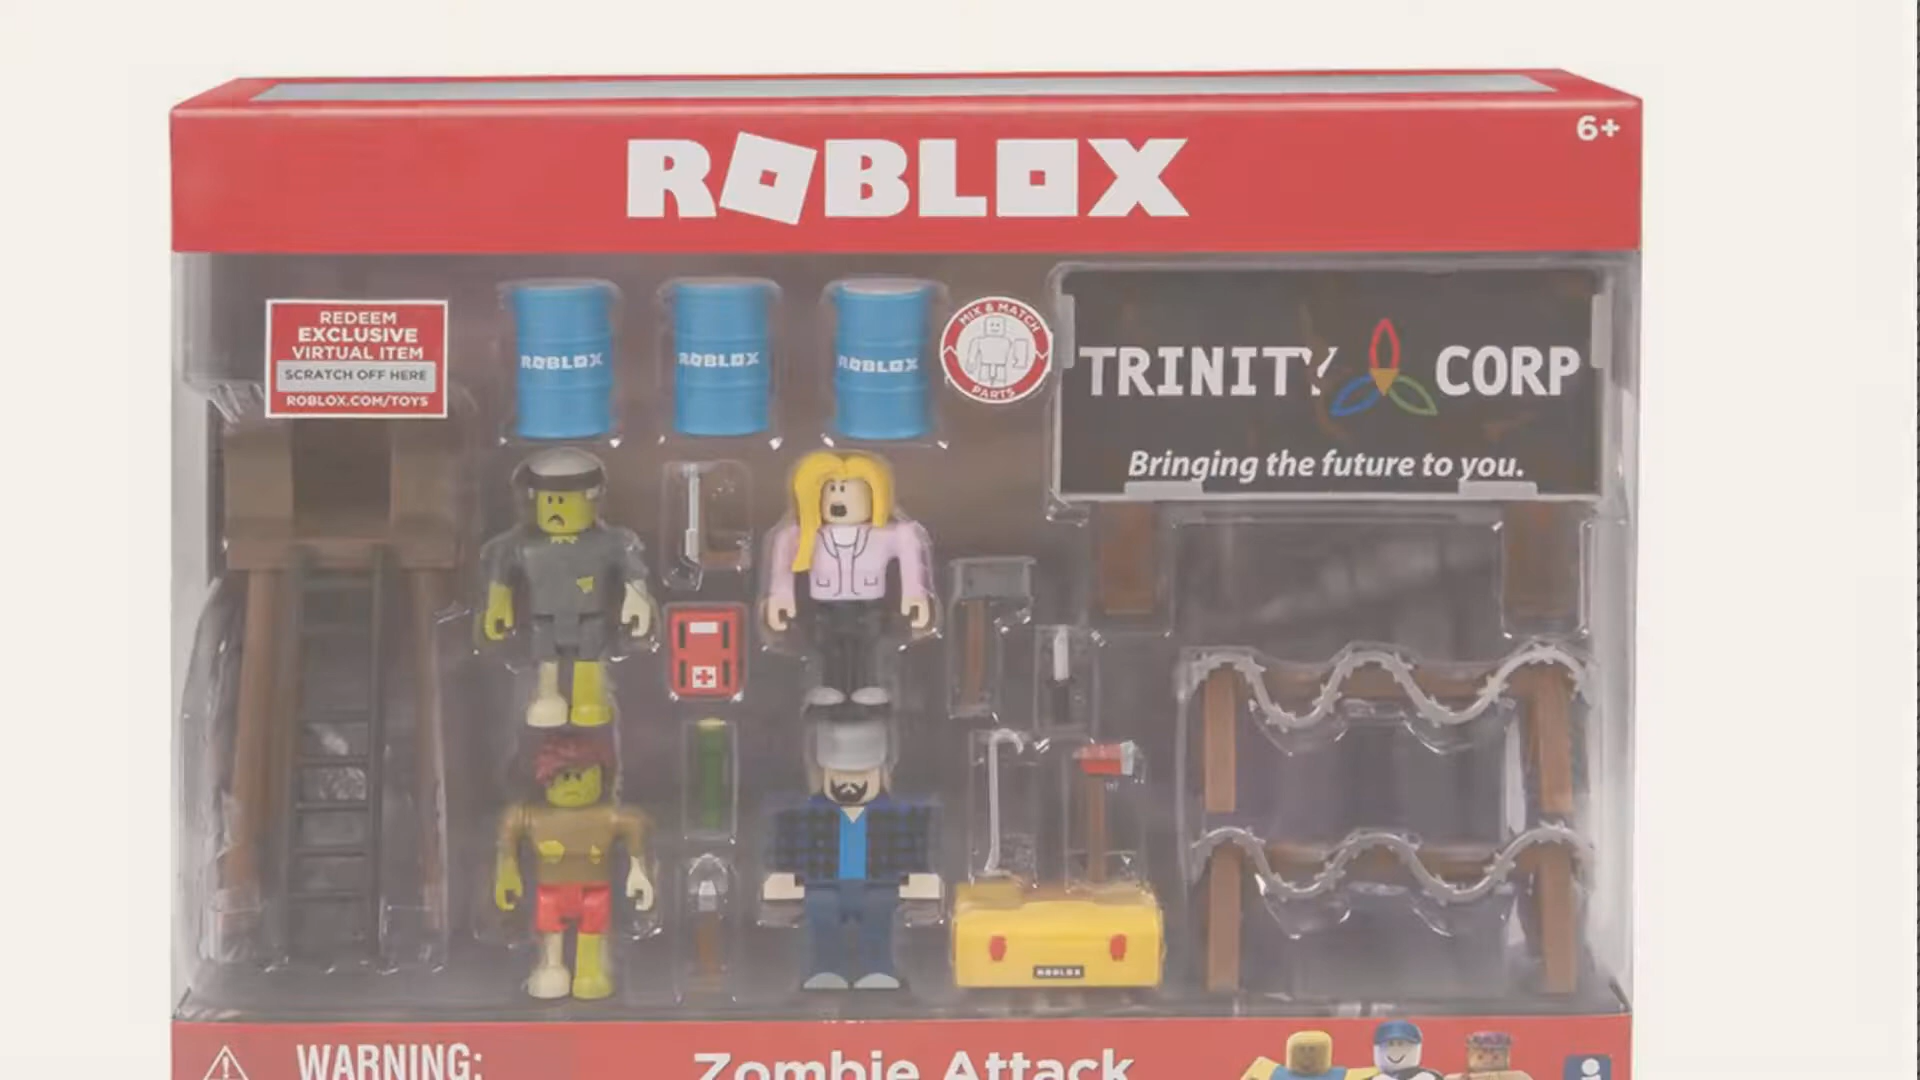 ROBLOX
6+
REDEEM
EXCLUSIVE
VIRTUAL ITEM
SCRATCH OFF HERE
ROBLOX.COM/TOYS
ROBLOX
ROBLOX
ROBLOX
MIX & MATCH
PARTS
TRINITY CORP
Bringing the future to you.
ROBLOX
WARNING:
Zombie Attack